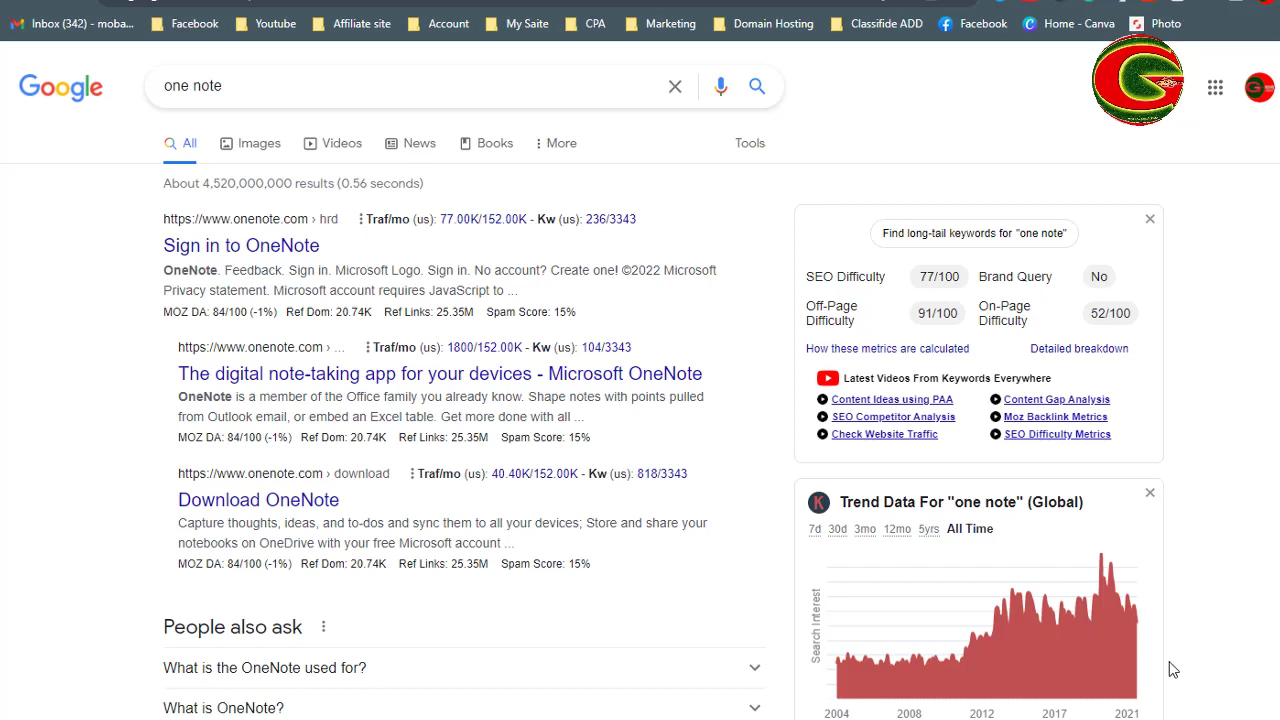 Inbox (342) - moba...
Facebook
Youtube
Affiliate site
Account
My Saite
CPA
Marketing
Domain Hosting
Classifide ADD
Facebook
Home - Canva
Photo
Google
one note
All
Images
Videos
News
Books
More
Tools
About 4,520,000,000 results (0.56 seconds)
https://www.onenote.com › hrd
Traf/mo (us): 77.00K/152.00K - Kw (us): 236/3343
Sign in to OneNote
OneNote. Feedback. Sign in. Microsoft Logo. Sign in. No account? Create one! ©2022 Microsoft
Privacy statement. Microsoft account requires JavaScript to ...
MOZ DA: 84/100 (-1%) Ref Dom: 20.74K Ref Links: 25.35M Spam Score: 15%
https://www.onenote.com › ...
Traf/mo (us): 1800/152.00K - Kw (us): 104/3343
The digital note-taking app for your devices - Microsoft OneNote
OneNote is a member of the Office family you already know. Shape notes with points pulled
from Outlook email, or embed an Excel table. Get more done with all ...
MOZ DA: 84/100 (-1%) Ref Dom: 20.74K Ref Links: 25.35M Spam Score: 15%
https://www.onenote.com › download
Traf/mo (us): 40.40K/152.00K - Kw (us): 818/3343
Download OneNote
Capture thoughts, ideas, and to-dos and sync them to all your devices; Store and share your
notebooks on OneDrive with your free Microsoft account ...
MOZ DA: 84/100 (-1%) Ref Dom: 20.74K Ref Links: 25.35M Spam Score: 15%
People also ask
What is the OneNote used for?
What is OneNote?
Find long-tail keywords for "one note"
SEO Difficulty 77/100 Brand Query No
Off-Page Difficulty 91/100 On-Page Difficulty 52/100
How these metrics are calculated
Detailed breakdown
Latest Videos From Keywords Everywhere
Content Ideas using PAA
Content Gap Analysis
SEO Competitor Analysis
Moz Backlink Metrics
Check Website Traffic
SEO Difficulty Metrics
K
Trend Data For "one note" (Global)
7d 30d 3mo 12mo 5yrs All Time
Search Interest
2004 2008 2012 2017 2021